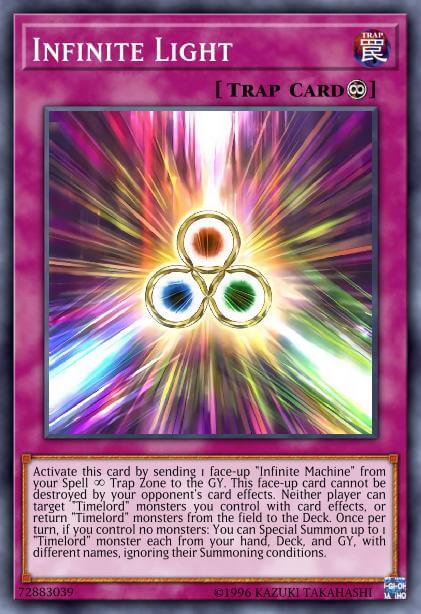 Infinite Light
TRAP
罠
[Trap Card∞]
Activate this card by sending 1 face-up "Infinite Machine" from
your Spell ∞ Trap Zone to the GY. This face-up card cannot be
destroyed by your opponent's card effects. Neither player can
target "Timelord" monsters you control with card effects, or
return "Timelord" monsters from the field to the Deck. Once per
turn, if you control no monsters: You can Special Summon up to 1
"Timelord" monster each from your hand, Deck, and GY, with
different names, ignoring their Summoning conditions.
72883039
©1996 KAZUKI TAKAHASHI